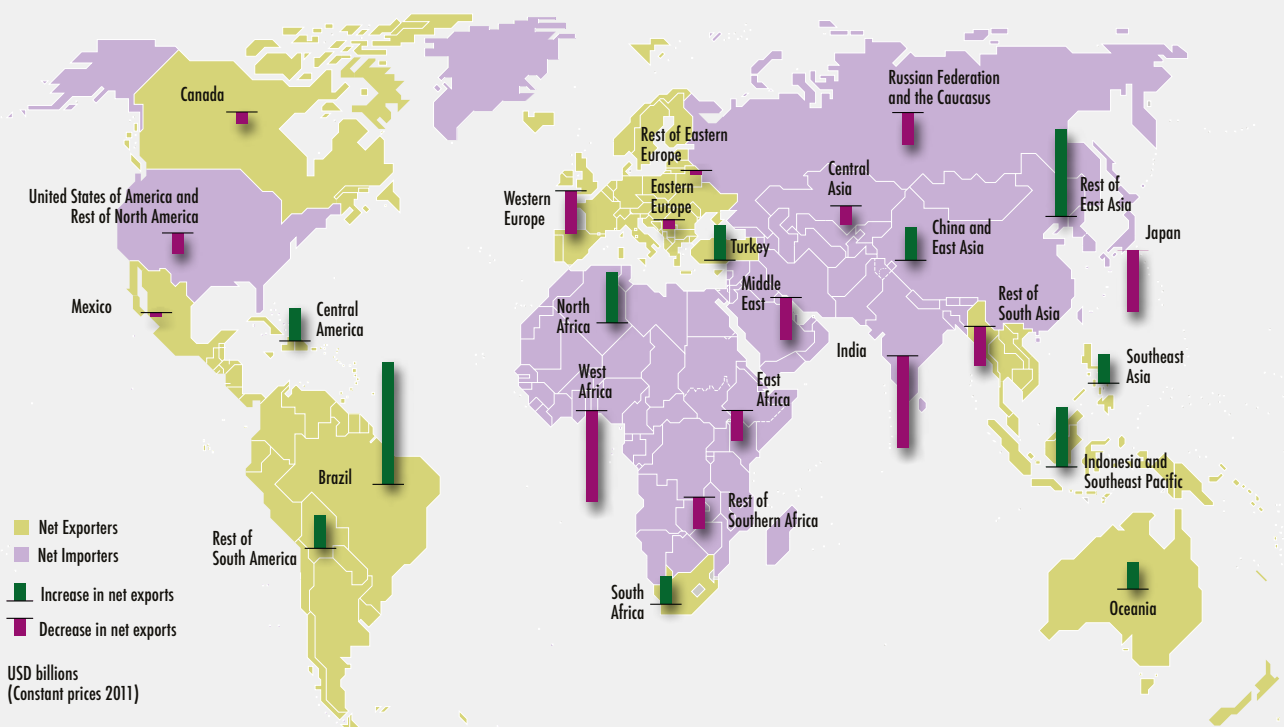 Canada
Russian Federation
and the Caucasus
Rest of Eastern
Europe
Central
Asia
Western
Europe
Eastern
Europe
Rest of
East Asia
United States of America and
Rest of North America
China and
East Asia
Japan
Turkey
Middle
East
Mexico
Central
America
North
Africa
Rest of
South Asia
India
Southeast
Asia
West
Africa
East
Africa
Brazil
Indonesia and
Southeast Pacific
Rest of
Southern Africa
Rest of
South America
South
Africa
Oceania
Net Exporters
Net Importers
Increase in net exports
Decrease in net exports
USD billions
(Constant prices 2011)